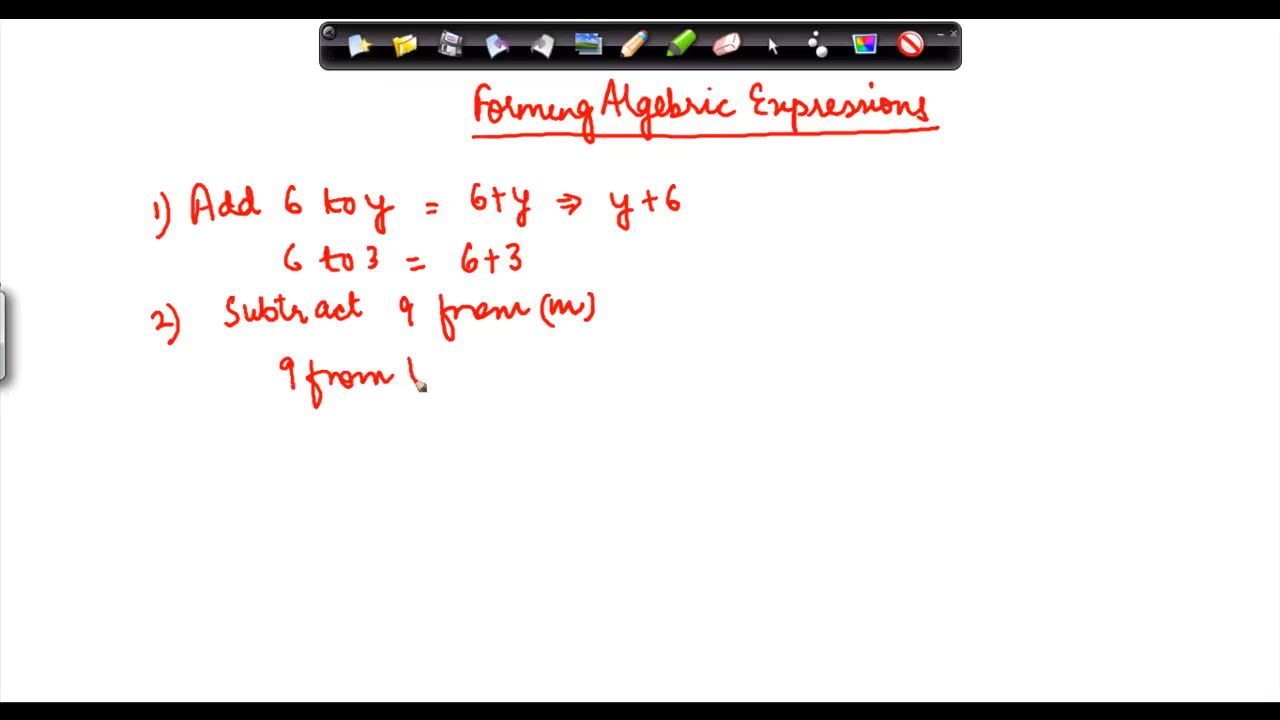 Forming Algebric Expressions
1) Add 6 to y = 6+y ⇒ y+6
6 to 3 = 6+3
2) Subtract 9 from (m)
9 from